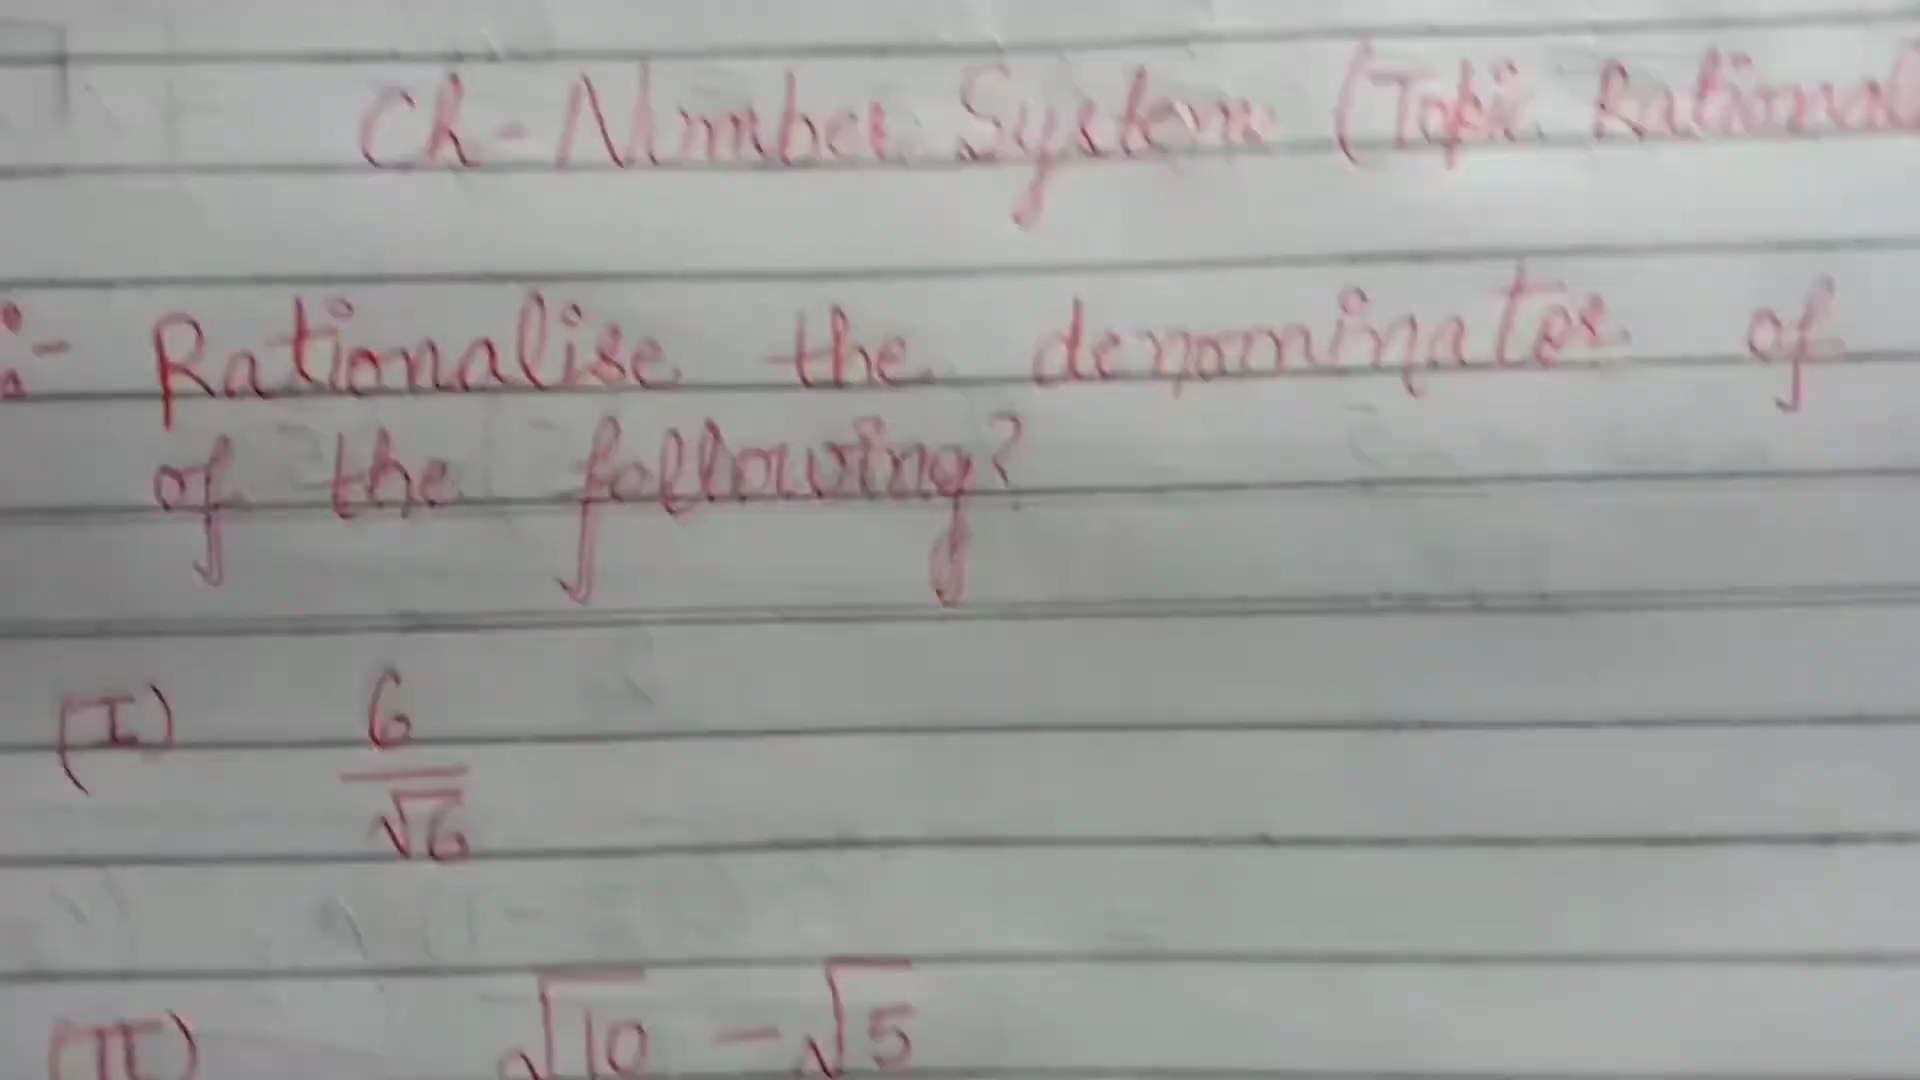 Ch - Number System (Topic Rational
:- Rationalise the denominator of
of the following?
(I) 6
√6
(II) √10 - √5